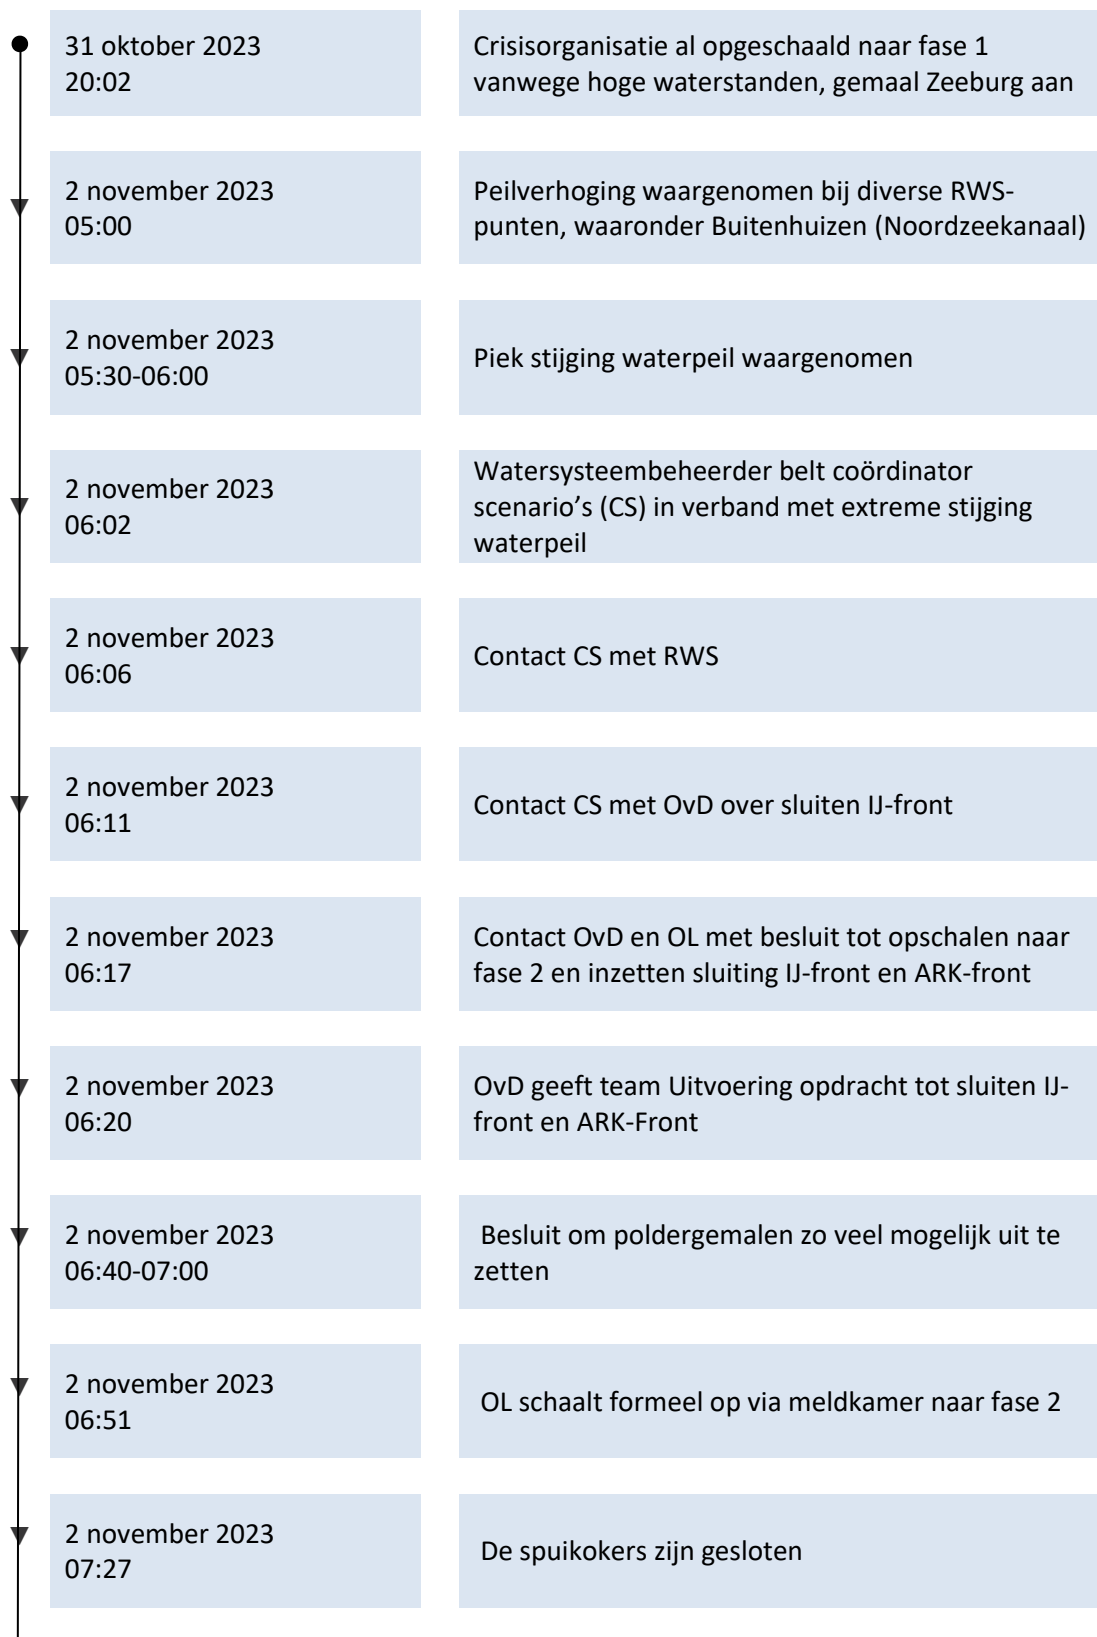 31 oktober 2023
20:02
Crisisorganisatie al opgeschaald naar fase 1
vanwege hoge waterstanden, gemaal Zeeburg aan
2 november 2023
05:00
Peilverhoging waargenomen bij diverse RWS-
punten, waaronder Buitenhuizen (Noordzeekanaal)
2 november 2023
05:30-06:00
Piek stijging waterpeil waargenomen
2 november 2023
06:02
Watersysteembeheerder belt coördinator
scenario’s (CS) in verband met extreme stijging
waterpeil
2 november 2023
06:06
Contact CS met RWS
2 november 2023
06:11
Contact CS met OvD over sluiten IJ-front
2 november 2023
06:17
Contact OvD en OL met besluit tot opschalen naar
fase 2 en inzetten sluiting IJ-front en ARK-front
2 november 2023
06:20
OvD geeft team Uitvoering opdracht tot sluiten IJ-
front en ARK-Front
2 november 2023
06:40-07:00
Besluit om poldergemalen zo veel mogelijk uit te
zetten
2 november 2023
06:51
OL schaalt formeel op via meldkamer naar fase 2
2 november 2023
07:27
De spuikokers zijn gesloten